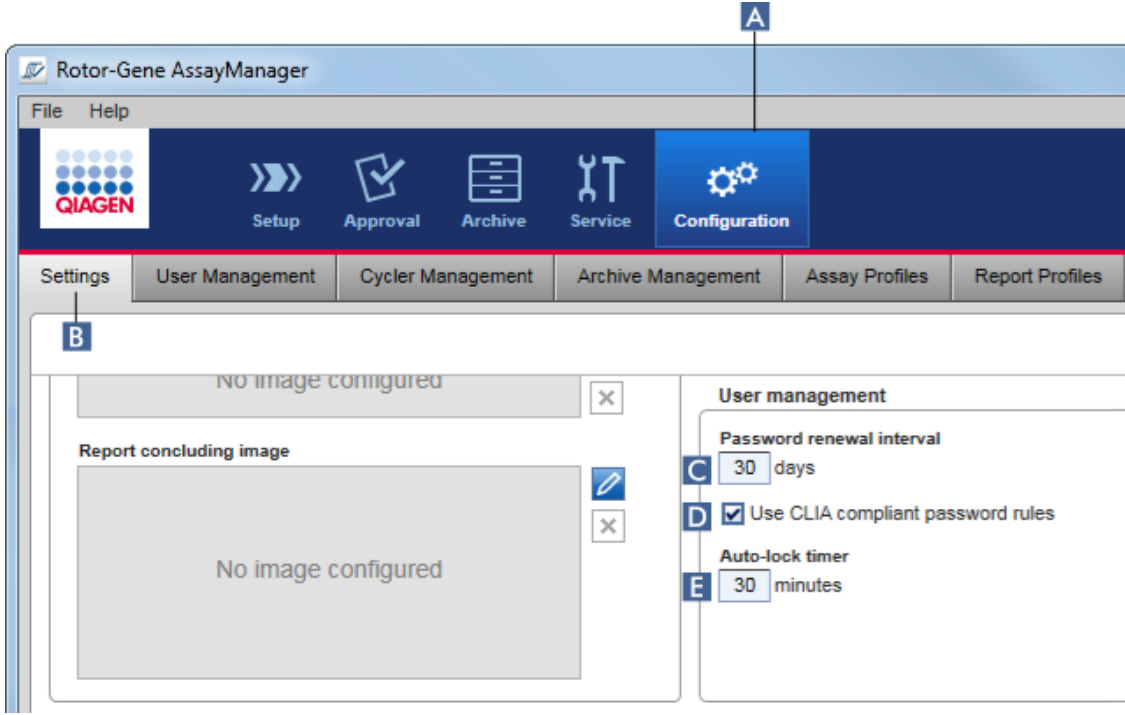 A
Rotor-Gene AssayManager
File Help
QIAGEN
Setup Approval Archive Service Configuration
Settings User Management Cycler Management Archive Management Assay Profiles Report Profiles
B
No image configured
User management
Password renewal interval
Report concluding image
C 30 days
D Use CLIA compliant password rules
Auto-lock timer
No image configured
E 30 minutes